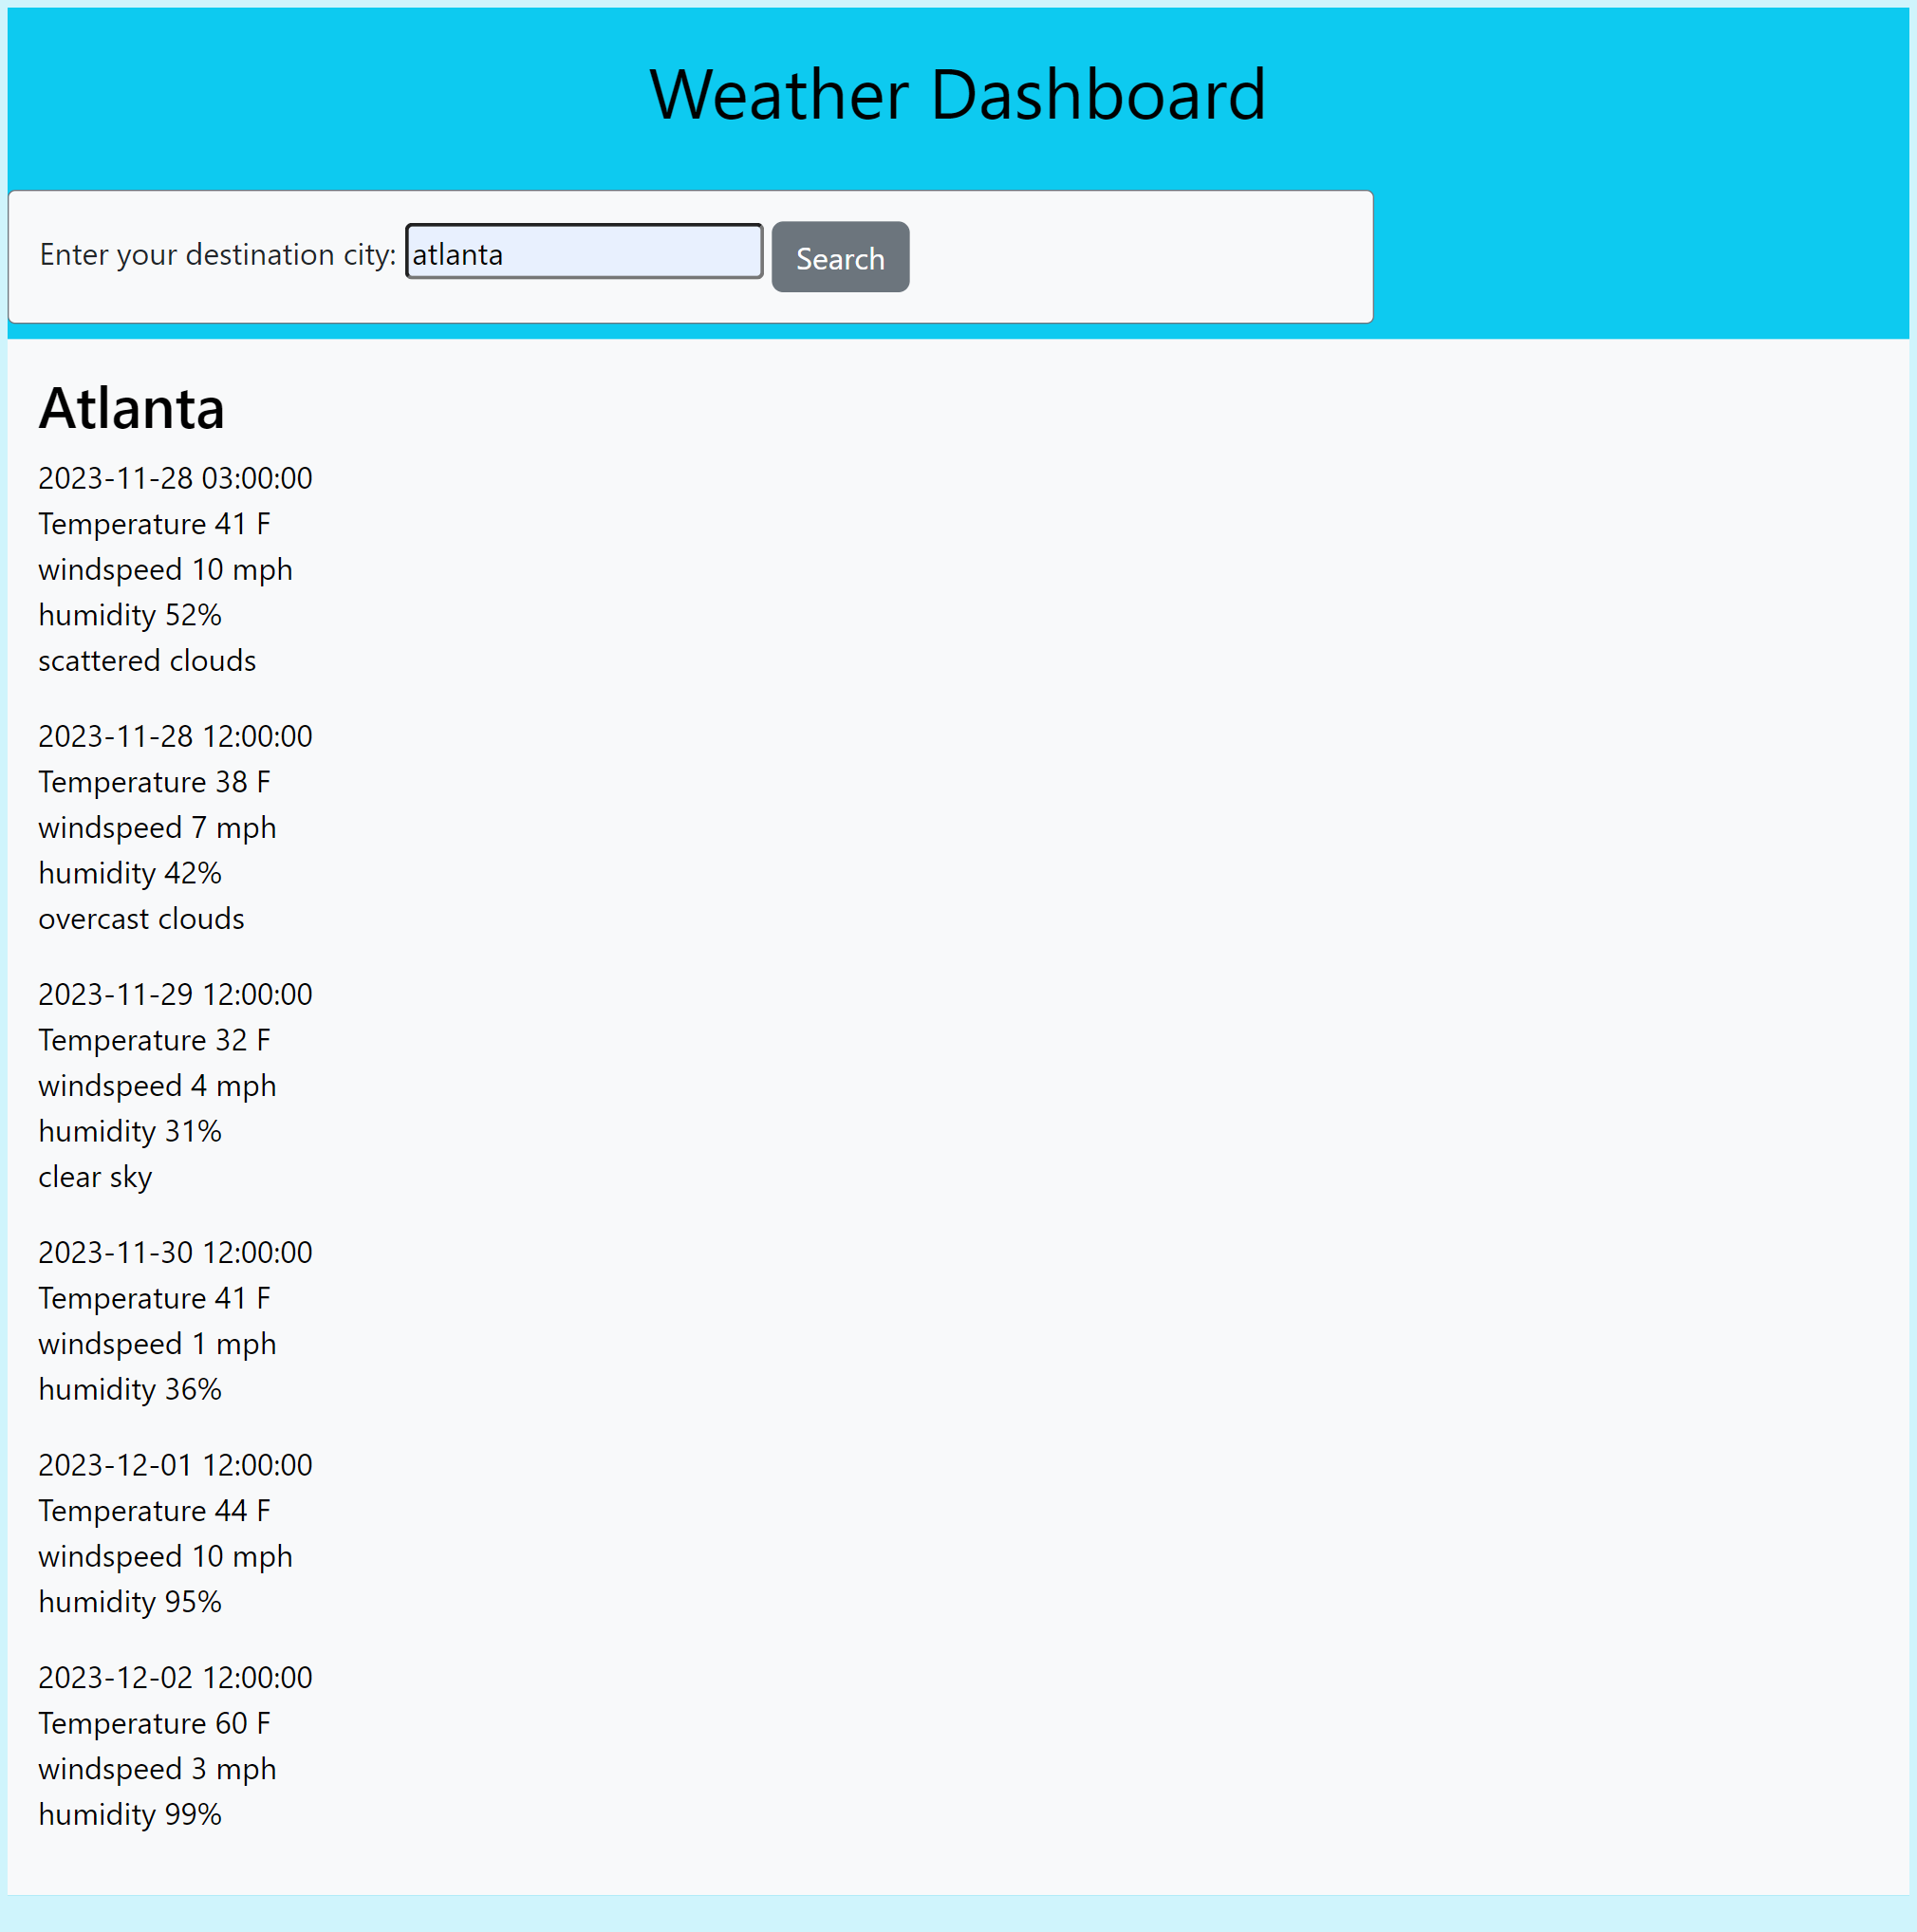 Weather Dashboard
Enter your destination city: atlanta Search
Atlanta
2023-11-28 03:00:00
Temperature 41 F
windspeed 10 mph
humidity 52%
scattered clouds
2023-11-28 12:00:00
Temperature 38 F
windspeed 7 mph
humidity 42%
overcast clouds
2023-11-29 12:00:00
Temperature 32 F
windspeed 4 mph
humidity 31%
clear sky
2023-11-30 12:00:00
Temperature 41 F
windspeed 1 mph
humidity 36%
2023-12-01 12:00:00
Temperature 44 F
windspeed 10 mph
humidity 95%
2023-12-02 12:00:00
Temperature 60 F
windspeed 3 mph
humidity 99%